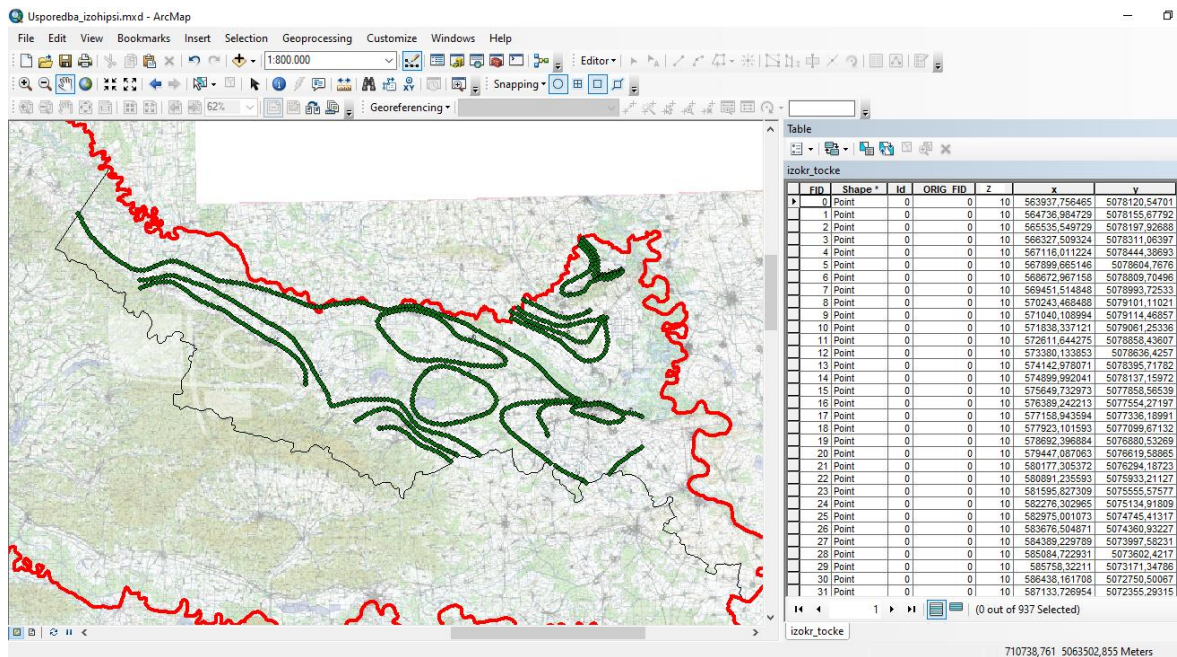 Usporedba_izohipsi.mxd - ArcMap
File Edit View Bookmarks Insert Selection Geoprocessing Customize Windows Help
1:800.000 Editor
Snapping
62% Georeferencing
Table
izokr_tocke
FID Shape * Id ORIG_FID z x y
0 Point 0 0 10 563937,756465 5078120,54701
1 Point 0 0 10 564736,984729 5078155,67792
2 Point 0 0 10 565535,549729 5078197,92688
3 Point 0 0 10 566327,509324 5078311,06397
4 Point 0 0 10 567116,011224 5078444,38693
5 Point 0 0 10 567899,665146 5078604,7676
6 Point 0 0 10 568672,967158 5078809,70496
7 Point 0 0 10 569451,514848 5078993,72533
8 Point 0 0 10 570243,468488 5079101,11021
9 Point 0 0 10 571040,108994 5079114,46857
10 Point 0 0 10 571838,337121 5079061,25336
11 Point 0 0 10 572611,644275 5078858,43607
12 Point 0 0 10 573380,133853 5078636,4257
13 Point 0 0 10 574142,978071 5078395,71782
14 Point 0 0 10 574899,992041 5078137,15972
15 Point 0 0 10 575649,732973 5077858,56539
16 Point 0 0 10 576389,242213 5077554,27197
17 Point 0 0 10 577158,943594 5077336,18991
18 Point 0 0 10 577923,101593 5077099,67132
19 Point 0 0 10 578692,396884 5076880,53269
20 Point 0 0 10 579447,087063 5076619,58865
21 Point 0 0 10 580177,305372 5076294,18723
22 Point 0 0 10 580891,235593 5075933,21127
23 Point 0 0 10 581595,827309 5075555,57577
24 Point 0 0 10 582276,302965 5075134,91809
25 Point 0 0 10 582975,001073 5074745,41317
26 Point 0 0 10 583676,504871 5074360,93227
27 Point 0 0 10 584389,229789 5073997,58231
28 Point 0 0 10 585084,722931 5073602,4217
29 Point 0 0 10 585758,32211 5073171,34786
30 Point 0 0 10 586438,161708 5072750,50067
31 Point 0 0 10 587133,726954 5072355,29315
1 (0 out of 937 Selected)
izokr_tocke
710738,761 5063502,855 Meters